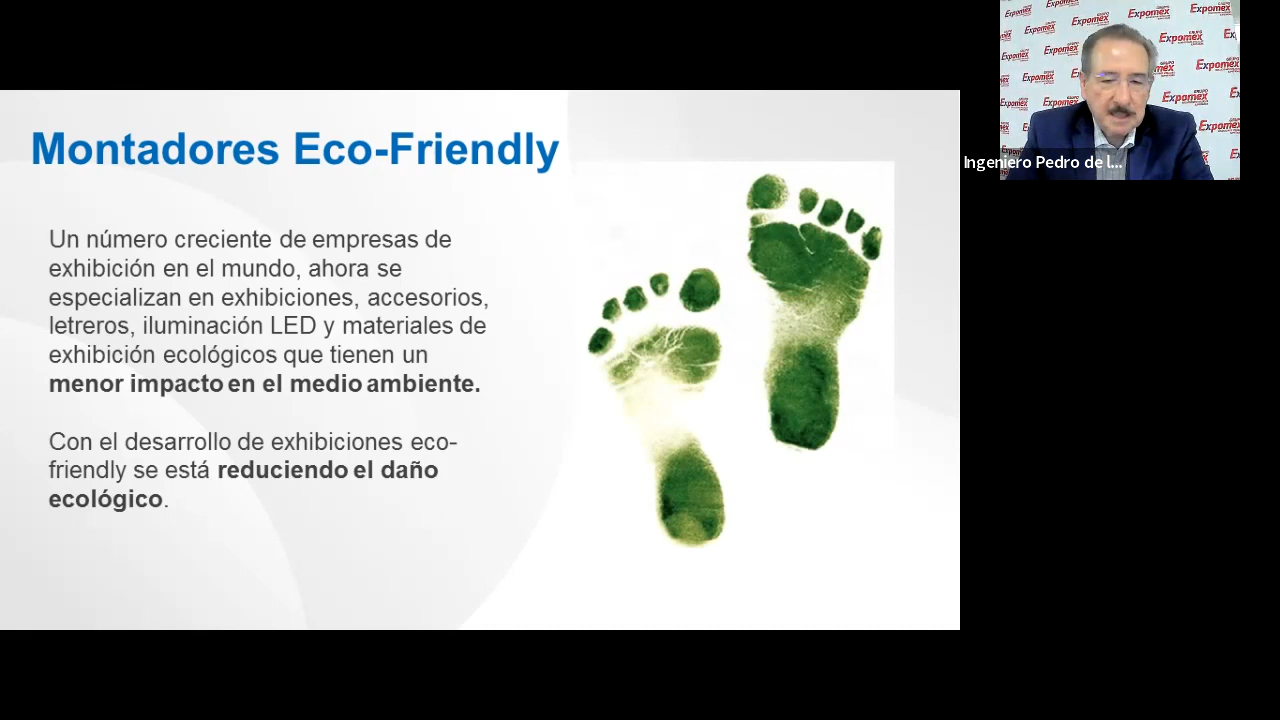 Montadores Eco-Friendly
Un número creciente de empresas de
exhibición en el mundo, ahora se
especializan en exhibiciones, accesorios,
letreros, iluminación LED y materiales de
exhibición ecológicos que tienen un
menor impacto en el medio ambiente.
Con el desarrollo de exhibiciones eco-
friendly se está reduciendo el daño
ecológico.
GRUPO
Expomex
Ingeniero Pedro de l...